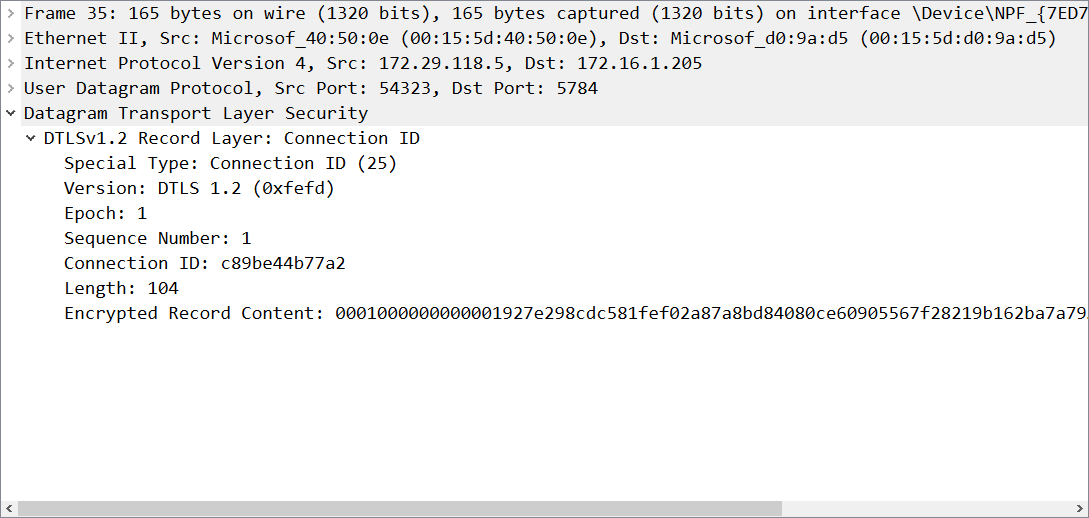 Frame 35: 165 bytes on wire (1320 bits), 165 bytes captured (1320 bits) on interface \Device\NPF_{7ED7
Ethernet II, Src: Microsof_40:50:0e (00:15:5d:40:50:0e), Dst: Microsof_d0:9a:d5 (00:15:5d:d0:9a:d5)
Internet Protocol Version 4, Src: 172.29.118.5, Dst: 172.16.1.205
User Datagram Protocol, Src Port: 54323, Dst Port: 5784
Datagram Transport Layer Security
DTLSv1.2 Record Layer: Connection ID
Special Type: Connection ID (25)
Version: DTLS 1.2 (0xfefd)
Epoch: 1
Sequence Number: 1
Connection ID: c89be44b77a2
Length: 104
Encrypted Record Content: 0001000000000001927e298cdc581fef02a87a8bd84080ce60905567f28219b162ba7a79